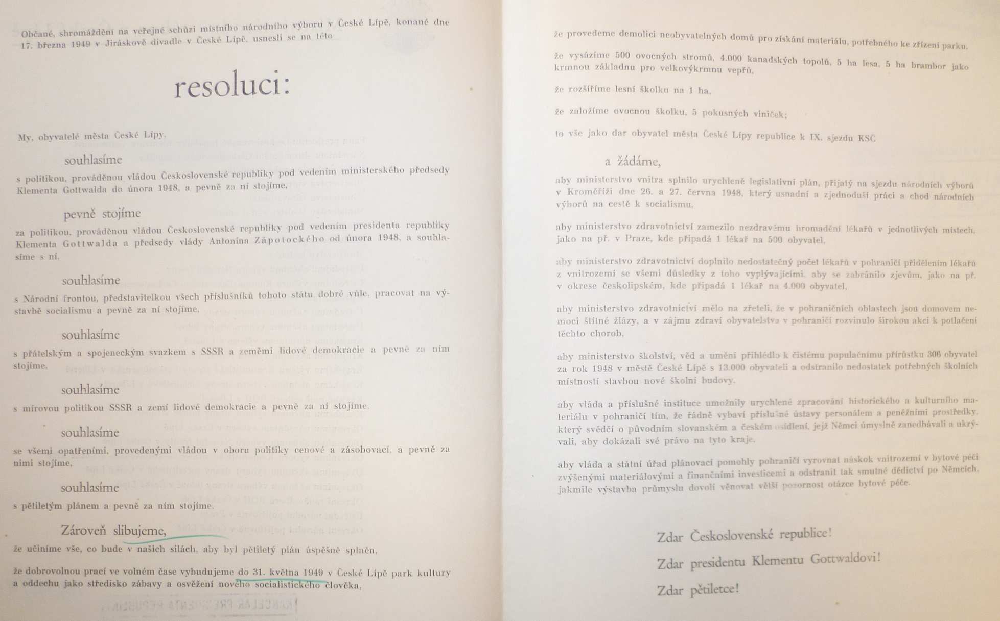 Občané, shromáždění na veřejné schůzi místního národního výboru v České Lípě, konané dne
17. března 1949 v Jiráskově divadle v České Lípě, usnesli se na této
resoluci:
My, obyvatelé města České Lípy,
souhlasíme
s politikou, prováděnou vládou Československé republiky pod vedením ministerského předsedy
Klementa Gottwalda do února 1948, a pevně za ní stojíme,
pevně stojíme
za politikou, prováděnou vládou Československé republiky pod vedením presidenta republiky
Klementa Gottwalda a předsedy vlády Antonína Zápotockého od února 1948, a souhla-
síme s ní,
souhlasíme
s Národní frontou, představitelkou všech příslušníků tohoto státu dobré vůle, pracovat na vý-
stavbě socialismu a pevně za ní stojíme,
souhlasíme
s přátelským a spojeneckým svazkem s SSSR a zeměmi lidové demokracie a pevně za ním
stojíme,
souhlasíme
s mírovou politikou SSSR a zemí lidové demokracie a pevně za ní stojíme,
souhlasíme
se všemi opatřeními, provedenými vládou v oboru politiky cenové a zásobovací, a pevně za
nimi stojíme,
souhlasíme
s pětiletým plánem a pevně za ním stojíme.
Zároveň slibujeme,
že učiníme vše, co bude v našich silách, aby byl pětiletý plán úspěšně splněn,
že dobrovolnou prací ve volném čase vybudujeme do 31. května 1949 v České Lípě park kultury
a oddechu jako středisko zábavy a osvěžení nového socialistického člověka,
že provedeme demolici neobyvatelných domů pro získání materiálu, potřebného ke zřízení parku,
že vysázíme 500 ovocných stromů, 4.000 kanadských topolů, 5 ha lesa, 5 ha brambor jako
krmnou základnu pro velkovýkrmnu vepřů,
že rozšíříme lesní školku na 1 ha,
že založíme ovocnou školku, 5 pokusných viniček;
to vše jako dar obyvatel města České Lípy republice k IX. sjezdu KSČ
a žádáme,
aby ministerstvo vnitra splnilo urychleně legislativní plán, přijatý na sjezdu národních výborů
v Kroměříži dne 26. a 27. června 1948, který usnadní a zjednoduší práci a chod národních
výborů na cestě k socialismu,
aby ministerstvo zdravotnictví zamezilo nezdravému hromadění lékařů v jednotlivých místech,
jako na př. v Praze, kde připadá 1 lékař na 500 obyvatel,
aby ministerstvo zdravotnictví doplnilo nedostatečný počet lékařů v pohraničí přidělením lékařů
z vnitrozemí se všemi důsledky z toho vyplývajícími, aby se zabránilo zjevům, jako na př.
v okrese českolipském, kde připadá 1 lékař na 4.000 obyvatel,
aby ministerstvo zdravotnictví mělo na zřeteli, že v pohraničních oblastech jsou domovem ne-
moci štítné žlázy, a v zájmu zdraví obyvatelstva v pohraničí rozvinulo širokou akci k potlačení
těchto chorob,
aby ministerstvo školství, věd a umění přihlédlo k čistému populačnímu přírůstku 306 obyvatel
za rok 1948 v městě České Lípě s 13.000 obyvateli a odstranilo nedostatek potřebných školních
místností stavbou nové školní budovy,
aby vláda a příslušné instituce umožnily urychlené zpracování historického a kulturního ma-
teriálu v pohraničí tím, že řádně vybaví příslušné ústavy personálem a peněžními prostředky,
který svědčí o původním slovanském a českém osídlení, jejž Němci úmyslně zanedbávali a ukrý-
vali, aby dokázali své právo na tyto kraje,
aby vláda a státní úřad plánovací pomohly pohraničí vyrovnat náskok vnitrozemí v bytové péči
zvýšenými materiálovými a finančními investicemi a odstranit tak smutné dědictví po Němcích,
jakmile výstavba průmyslu dovolí věnovat větší pozornost otázce bytové péče.
Zdar Československé republice!
Zdar presidentu Klementu Gottwaldovi!
Zdar pětiletce!